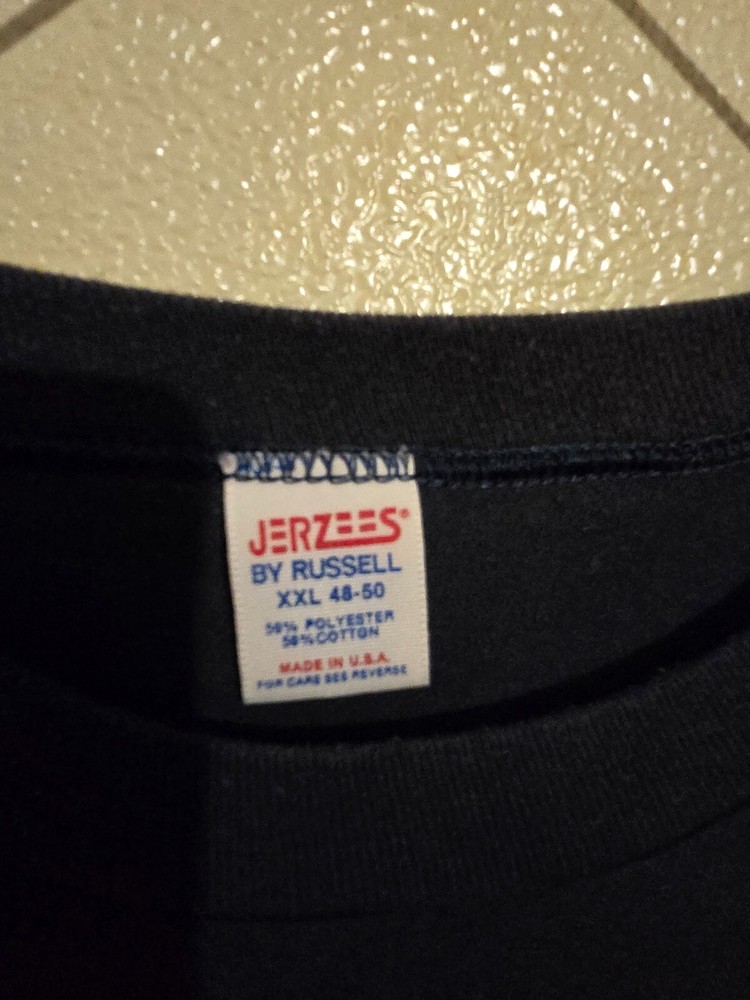 JERZEES®
BY RUSSELL
XXL 48-50
50% POLYESTER
50% COTTON
MADE IN U.S.A.
FOR CARE SEE REVERSE